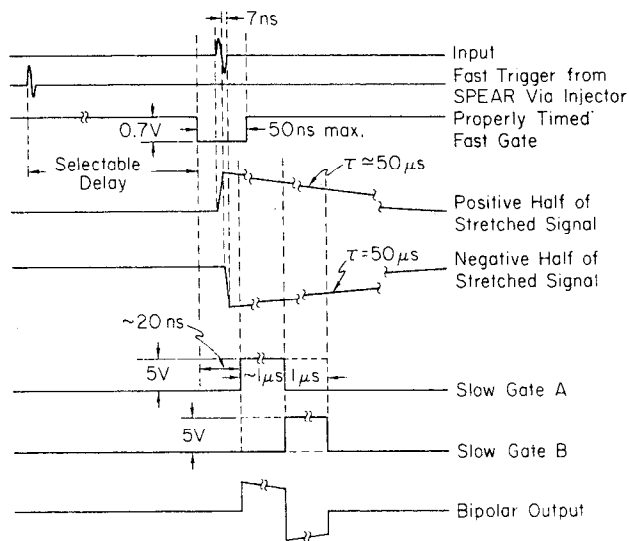 7ns
Input
Fast Trigger from
SPEAR Via Injector
Properly Timed
Fast Gate
0.7V
50ns max.
Selectable
Delay
τ≃50μs
Positive Half of
Stretched Signal
τ=50μs
Negative Half of
Stretched Signal
~20 ns
5V
~1μs
1μs
Slow Gate A
5V
Slow Gate B
Bipolar Output